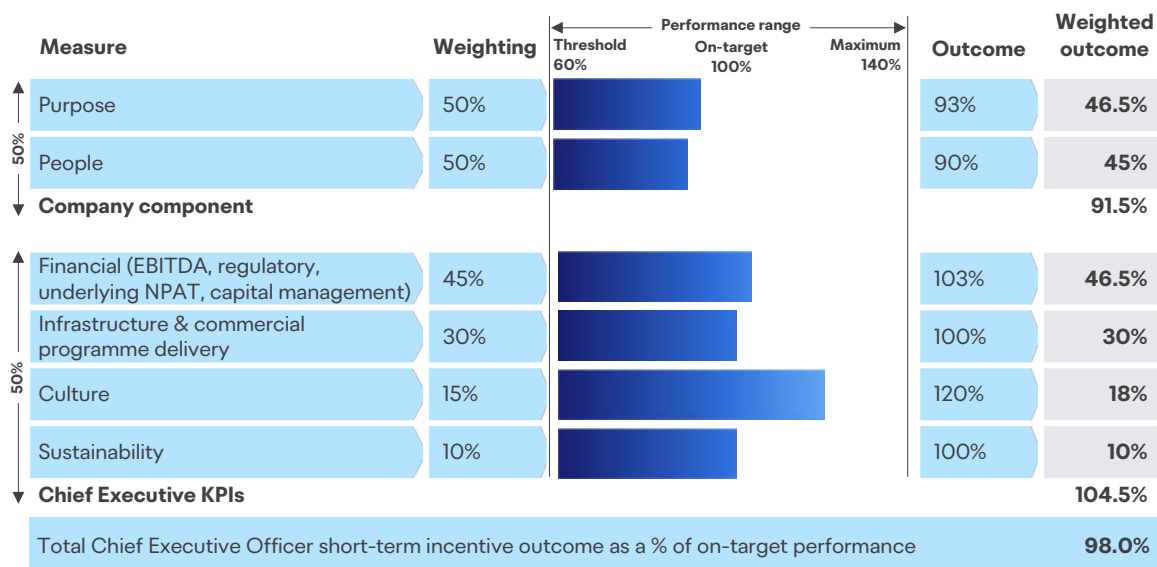 Measure
Weighting
Performance range
Threshold
60%
On-target
100%
Maximum
140%
Outcome
Weighted
outcome
50%
Purpose
50%
93%
46.5%
People
50%
90%
45%
Company component
91.5%
50%
Financial (EBITDA, regulatory,
underlying NPAT, capital management)
45%
103%
46.5%
Infrastructure & commercial
programme delivery
30%
100%
30%
Culture
15%
120%
18%
Sustainability
10%
100%
10%
Chief Executive KPIs
104.5%
Total Chief Executive Officer short-term incentive outcome as a % of on-target performance
98.0%